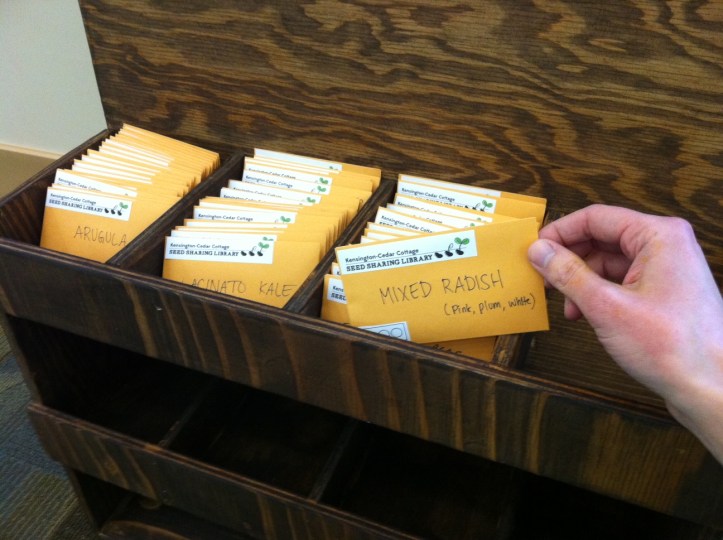 Kensington-Cedar Cottage
SEED SHARING LIBRARY
ARUGULA
Kensington-Cedar Cottage
SEED SHARING LIBRARY
ACINATO KALE
Kensington-Cedar Cottage
SEED SHARING LIBRARY
MIXED RADISH
(Pink, plum, white)